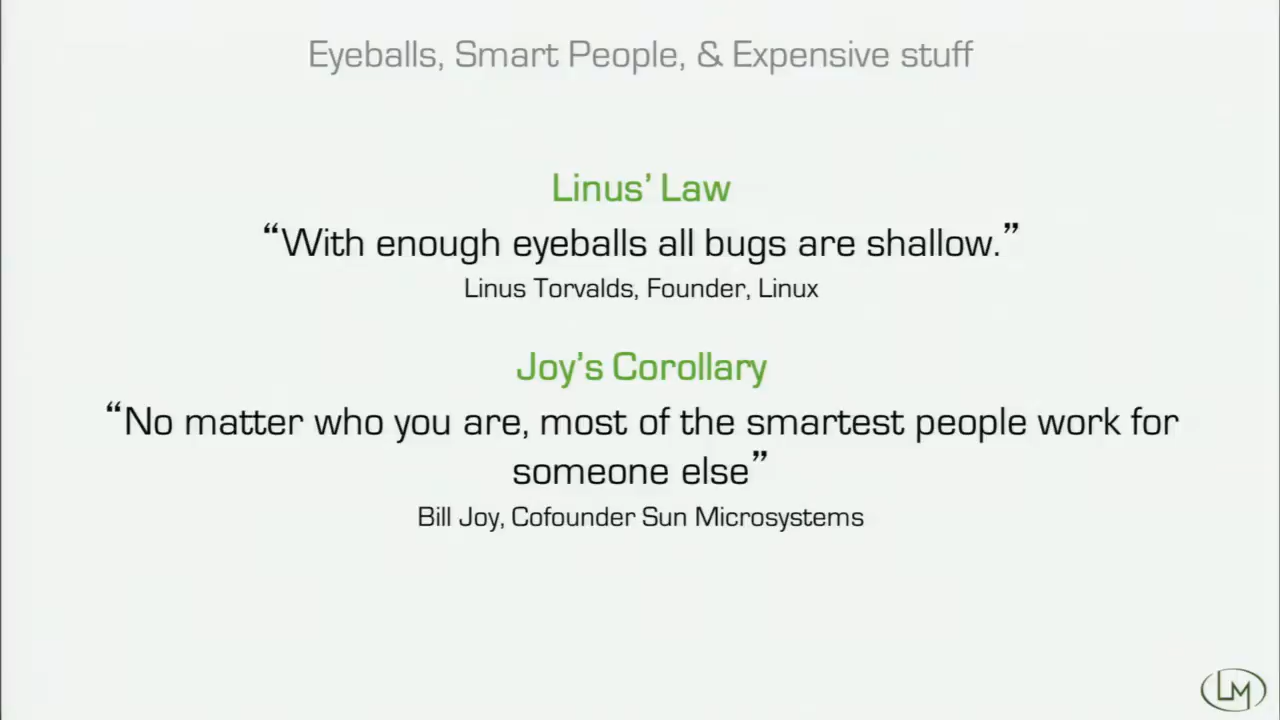 Eyeballs, Smart People, & Expensive stuff
Linus’ Law
“With enough eyeballs all bugs are shallow.”
Linus Torvalds, Founder, Linux
Joy’s Corollary
“No matter who you are, most of the smartest people work for
someone else”
Bill Joy, Cofounder Sun Microsystems
LM